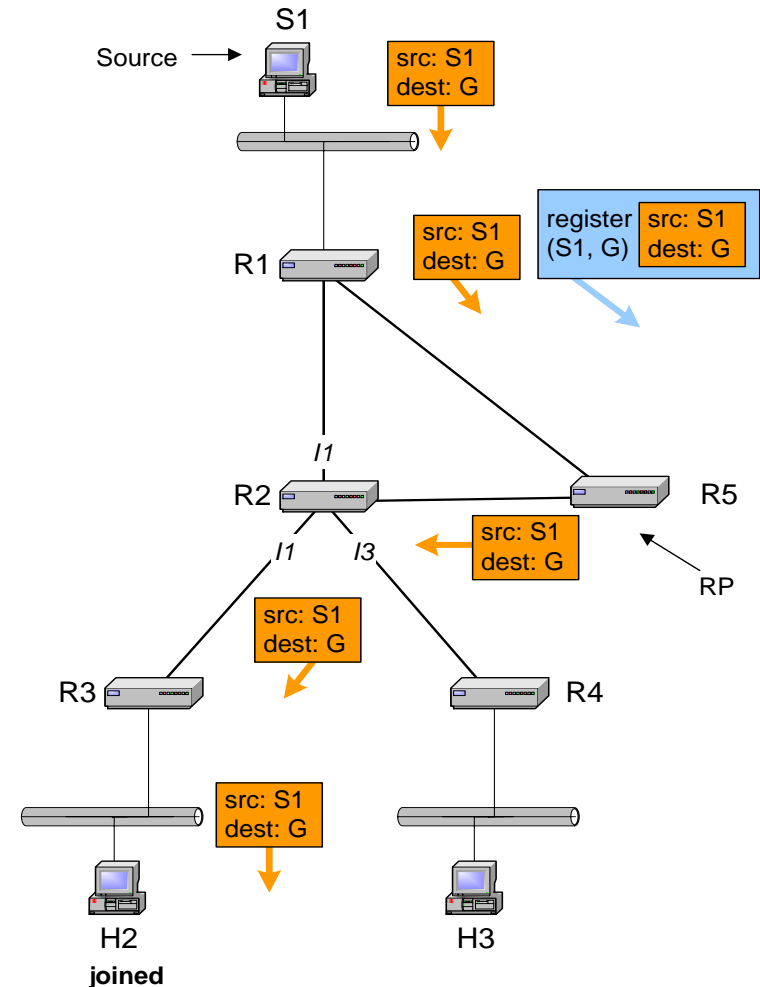 S1
Source
src: S1
dest: G
register
(S1, G)
src: S1
dest: G
src: S1
dest: G
R1
I1
R2
R5
src: S1
dest: G
I1
I3
RP
src: S1
dest: G
R3
R4
src: S1
dest: G
H2
H3
joined